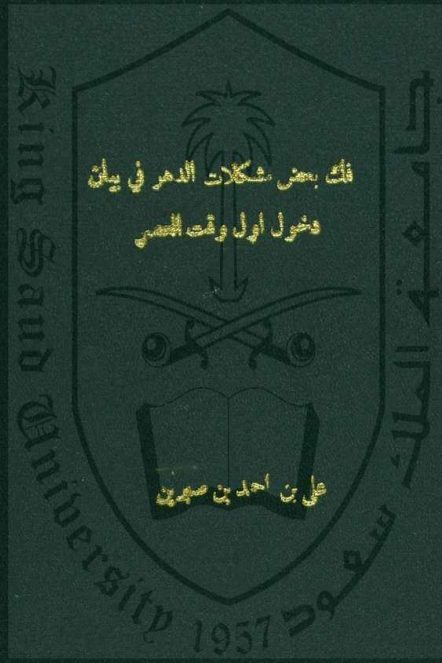 فك بعض مشكلات الدهر في بيان
دخول اول وقت العصر
علي بن احمد بن صبرين
King Saud University 1957
جامعة الملك سعود